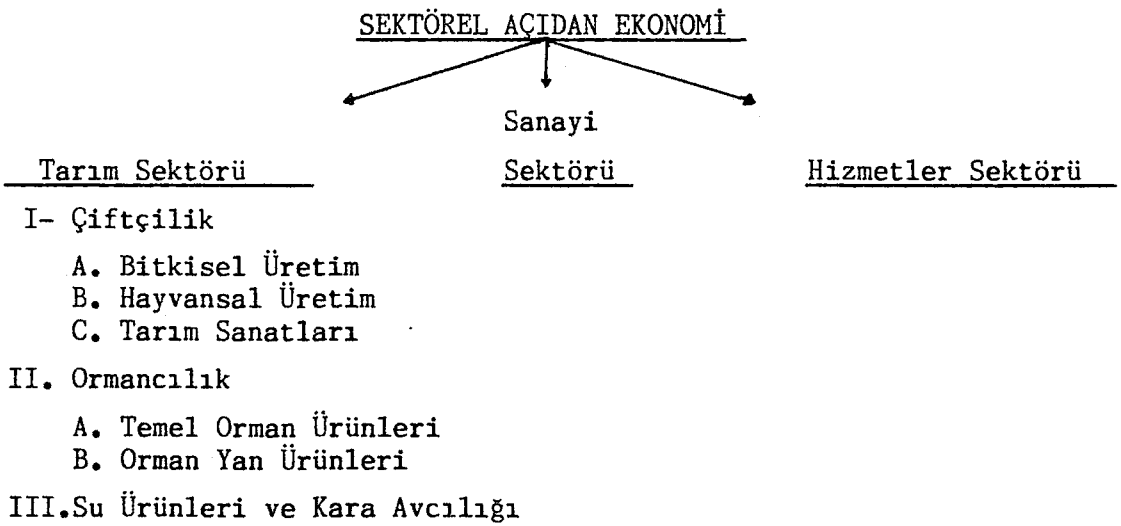 SEKTÖREL AÇIDAN EKONOMİ
Sanayi
Tarım Sektörü Sektörü Hizmetler Sektörü
I- Çiftçilik
A. Bitkisel Üretim
B. Hayvansal Üretim
C. Tarım Sanatları
II. Ormancılık
A. Temel Orman Ürünleri
B. Orman Yan Ürünleri
III.Su Ürünleri ve Kara Avcılığı